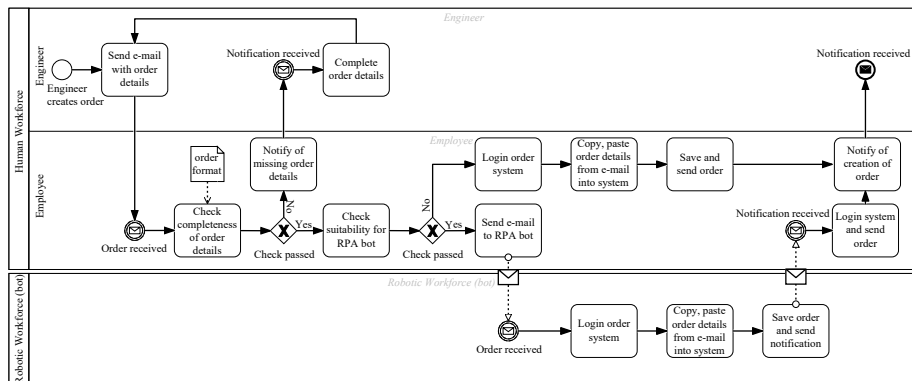 Human Workforce
Engineer
Engineer
Engineer
creates order
Send e-mail
with order
details
Notification received
Complete
order details
Notification received
Employee
Employee
order
format
Order received
Check
completeness
of order
details
Notify of
missing order
details
No
Yes
Check passed
Check
suitability for
RPA bot
No
Yes
Check passed
Login order
system
Copy, paste
order details
from e-mail
into system
Save and
send order
Notify of
creation of
order
Send e-mail
to RPA bot
Notification received
Login system
and send
order
Robotic Workforce (bot)
Robotic Workforce (bot)
Order received
Login order
system
Copy, paste
order details
from e-mail
into system
Save order
and send
notification